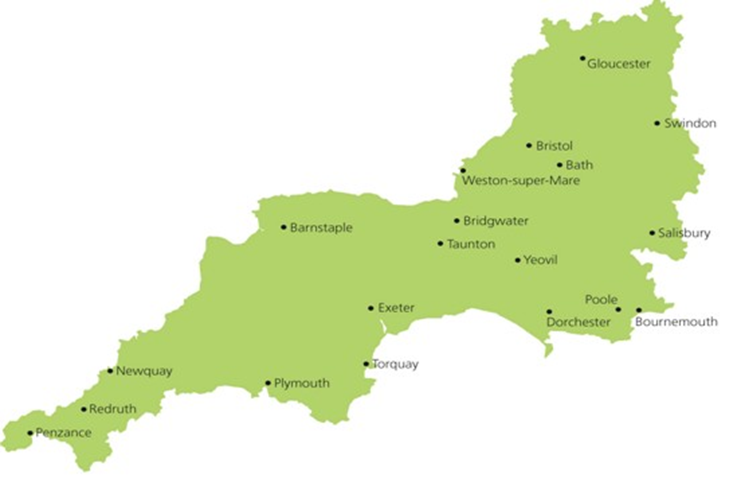 Gloucester
Swindon
Bristol
Bath
Weston-super-Mare
Bridgwater
Barnstaple
Salisbury
Taunton
Yeovil
Poole
Exeter
Dorchester
Bournemouth
Torquay
Newquay
Plymouth
Redruth
Penzance